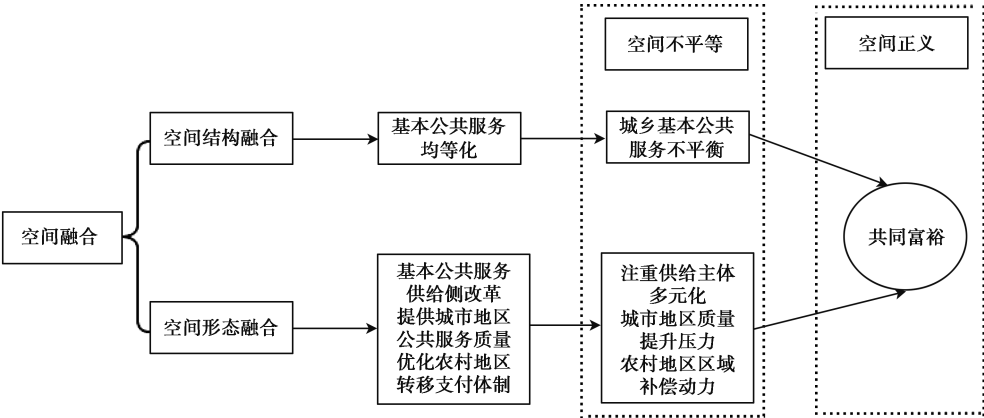 空间不平等
空间正义
空间结构融合
基本公共服务
均等化
城乡基本公共
服务不平衡
空间融合
共同富裕
空间形态融合
基本公共服务
供给侧改革
提供城市地区
公共服务质量
优化农村地区
转移支付体制
注重供给主体
多元化
城市地区质量
提升压力
农村地区区域
补偿动力